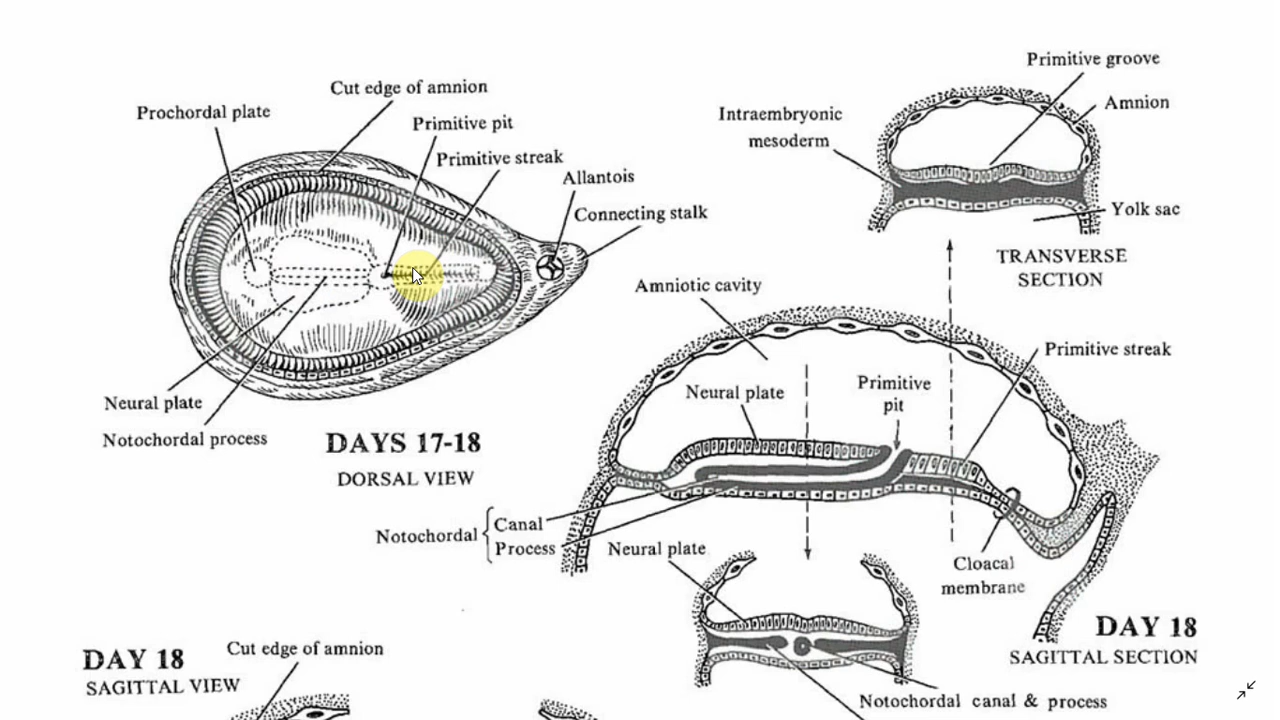 Cut edge of amnion
Prochordal plate
Primitive pit
Primitive streak
Allantois
Connecting stalk
Neural plate
Notochordal process
DAYS 17-18
DORSAL VIEW
Primitive groove
Amnion
Intraembryonic
mesoderm
Yolk sac
TRANSVERSE
SECTION
Amniotic cavity
Primitive streak
Primitive
pit
Neural plate
Notochordal
Canal
Process
Cloacal
membrane
DAY 18
SAGITTAL SECTION
Neural plate
Notochordal canal & process
DAY 18
SAGITTAL VIEW
Cut edge of amnion